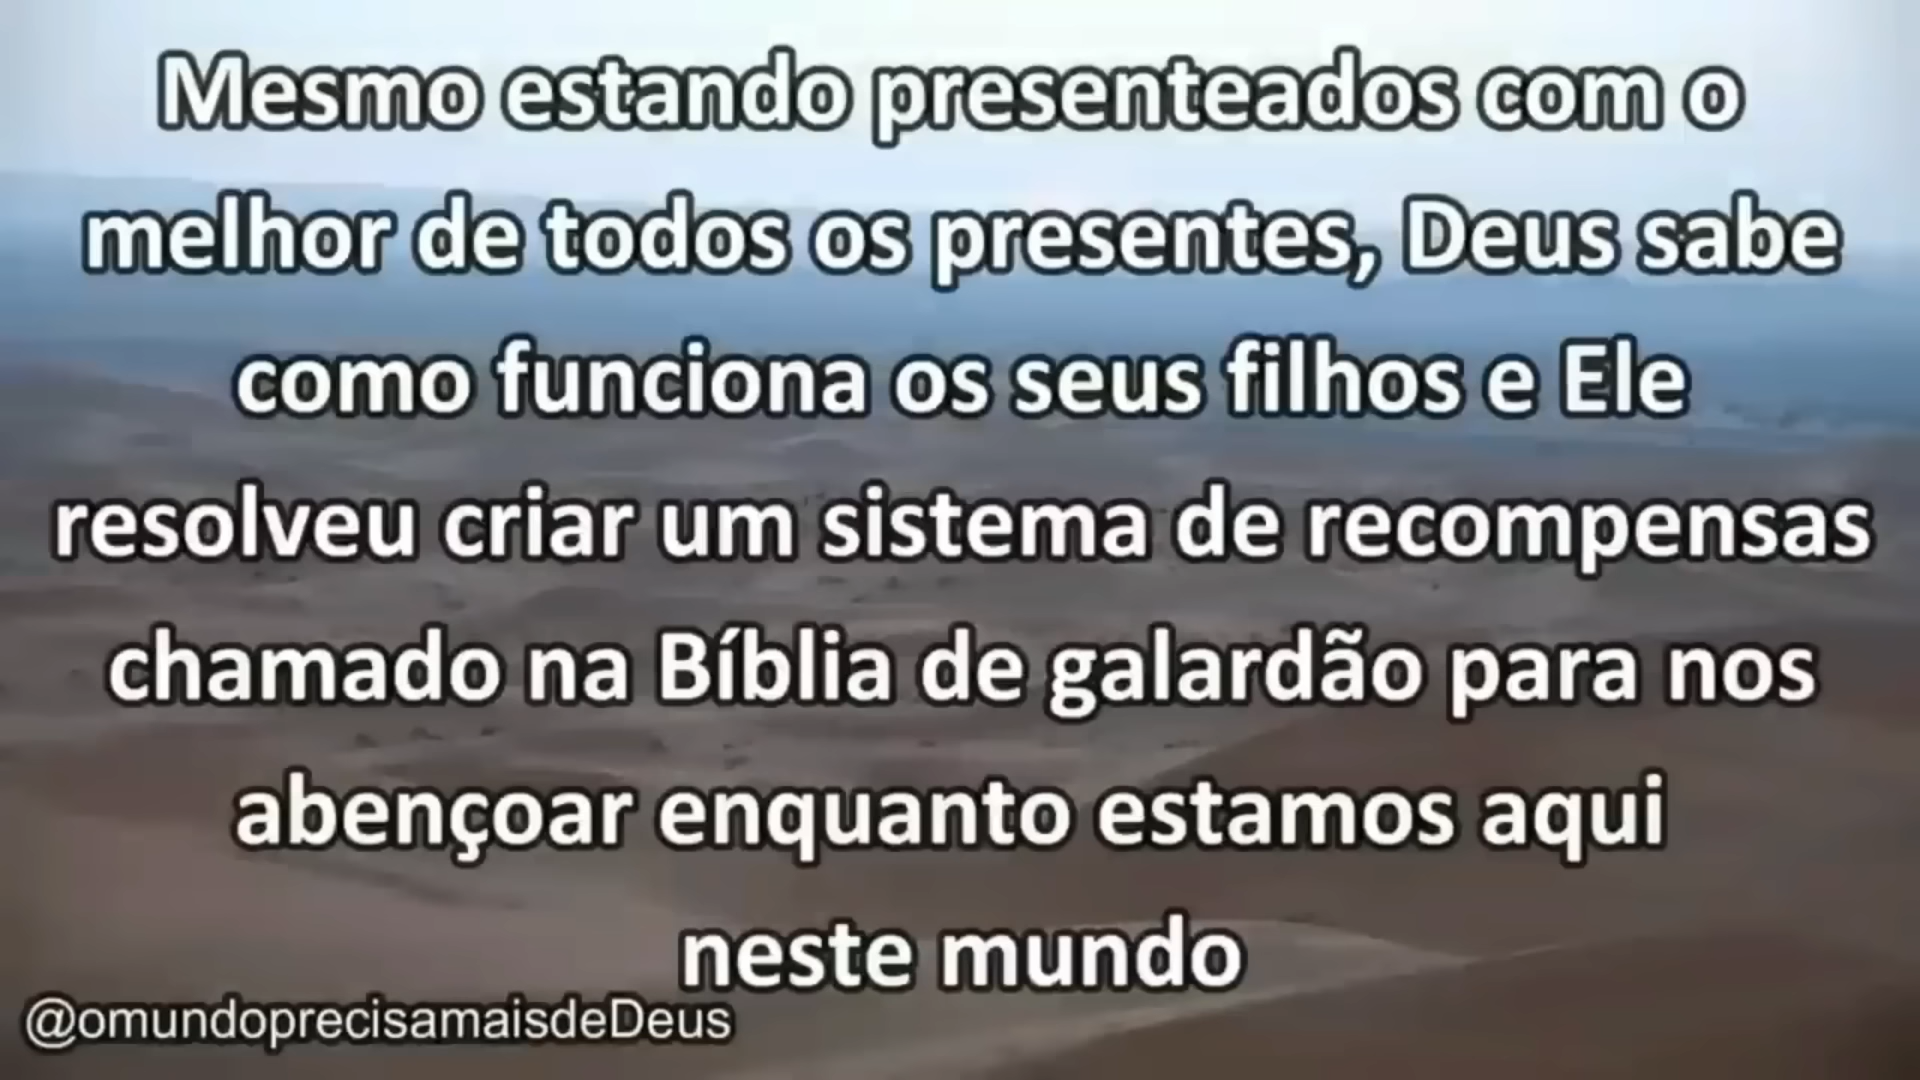 Mesmo estando presenteados com o
melhor de todos os presentes, Deus sabe
como funciona os seus filhos e Ele
resolveu criar um sistema de recompensas
chamado na Bíblia de galardão para nos
abençoar enquanto estamos aqui
neste mundo
@omundoprecisamaisdeDeus